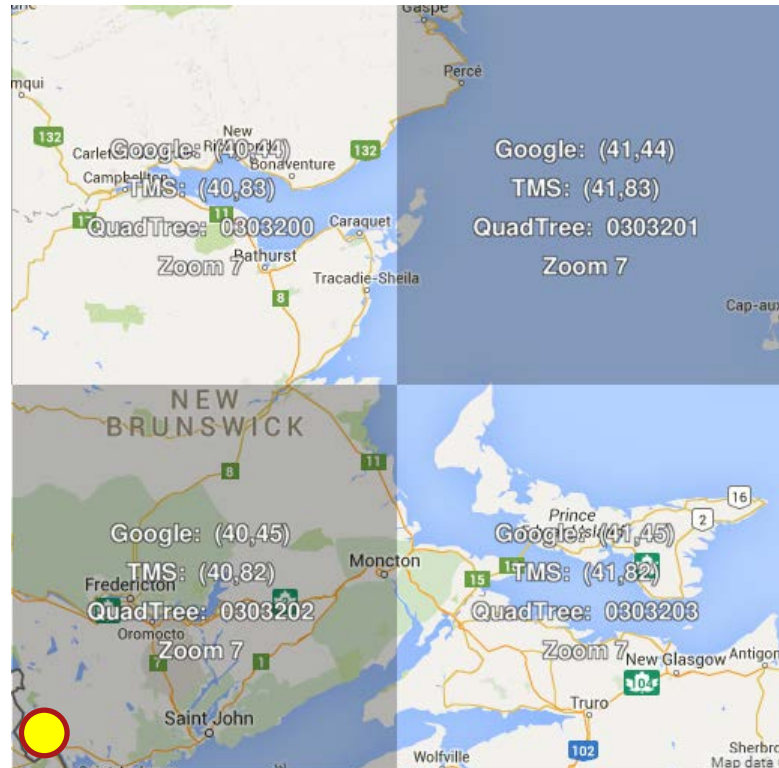 Gaspé
Percé
mqui
132
New
132
Bonaventure
Google: (40,44)
Google: (41,44)
Campbellton
TMS: (40,83)
TMS: (41,83)
17
11
Caraquet
QuadTree: 0303200
QuadTree: 0303201
Bathurst
Zoom 7
Zoom 7
Tracadie-Sheila
8
Cap-aux
NEW
BRUNSWICK
11
8
16
2
Prince
Google: (40,45)
Google: (41,45)
Moncton
TMS: (40,82)
TMS: (41,82)
15
Fredericton
QuadTree: 0303202
QuadTree: 0303203
Oromocto
Zoom 7
Zoom 7
7
1
New Glasgow
Antigon
104
Truro
Saint John
102
Wolfville
Sherbro
Map data